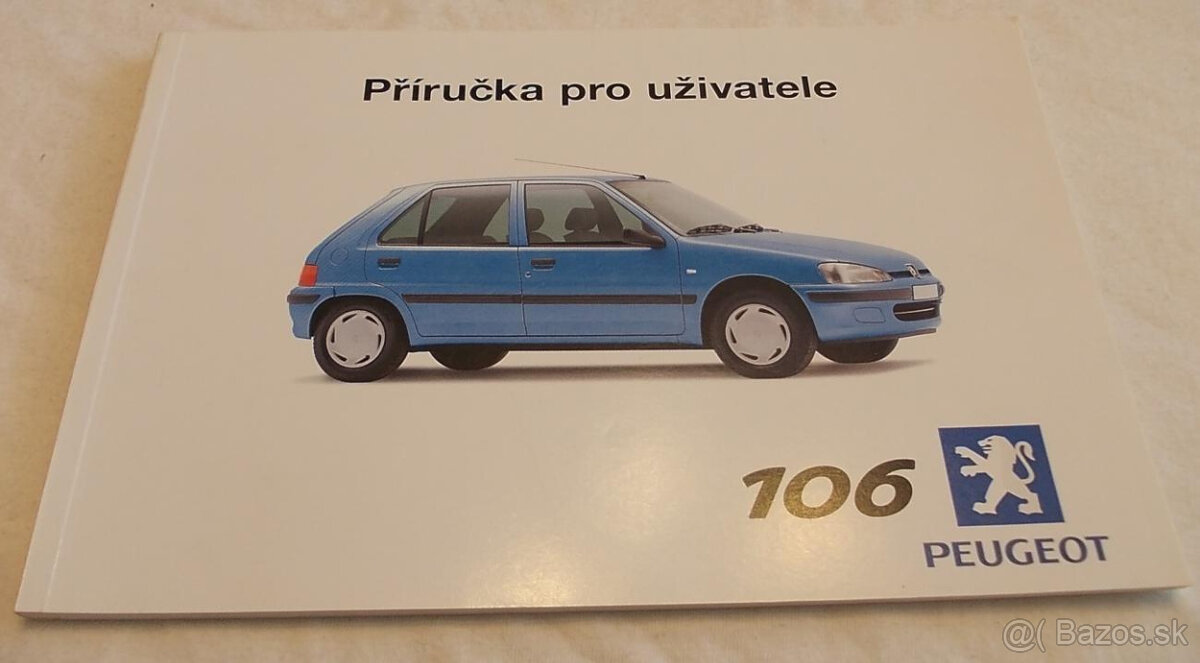 Příručka pro uživatele
106
PEUGEOT
@( Bazos.sk